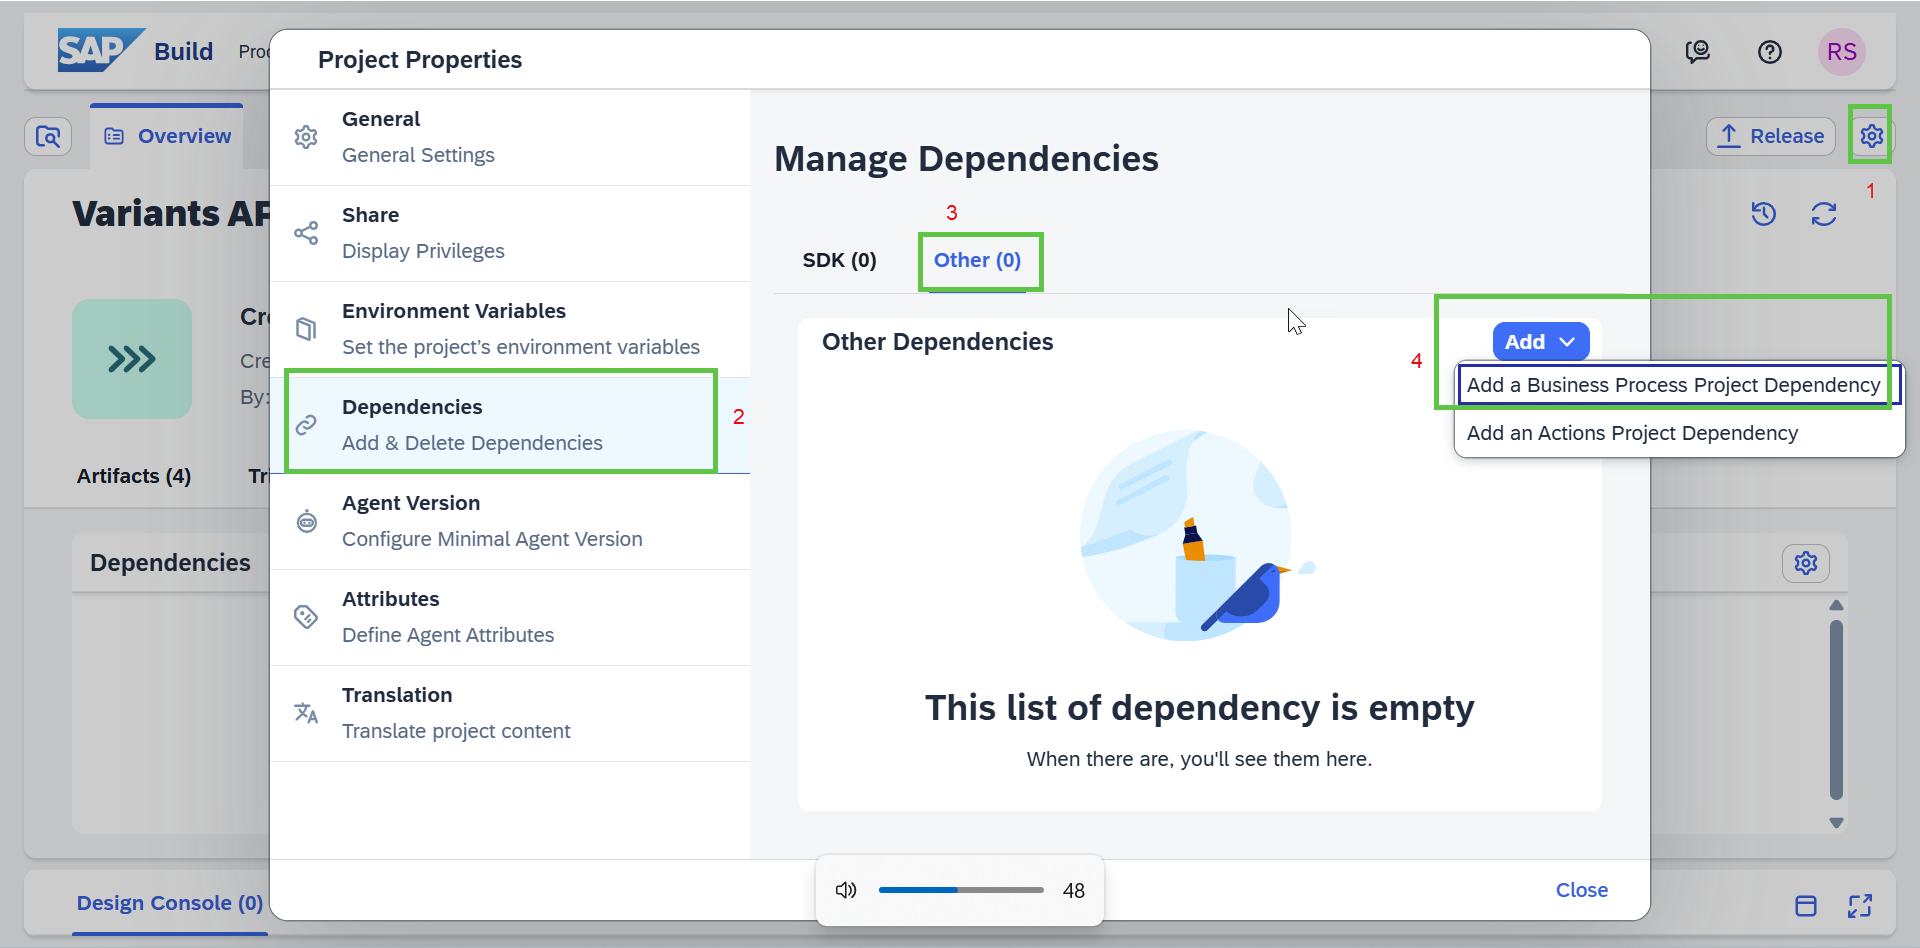 SAP Build Proc
RS
Overview
Release
1
Variants AP
Cre
Cre
By:
Artifacts (4) Tri
Dependencies
Design Console (0)
Project Properties
General
General Settings
Share
Display Privileges
Environment Variables
Set the project's environment variables
Dependencies
Add & Delete Dependencies
2
Agent Version
Configure Minimal Agent Version
Attributes
Define Agent Attributes
Translation
Translate project content
Manage Dependencies
3
SDK (0) Other (0)
Other Dependencies
Add
4
Add a Business Process Project Dependency
Add an Actions Project Dependency
This list of dependency is empty
When there are, you'll see them here.
48
Close